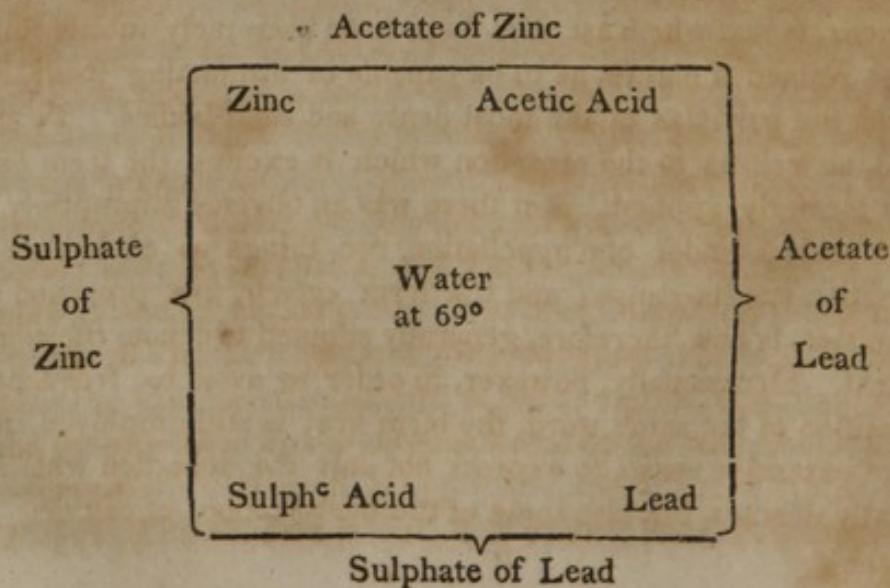 Acetate of Zinc
Zinc Acetic Acid
Sulphate
of
Zinc
Water
at 69°
Acetate
of
Lead
Sulphᶜ Acid Lead
Sulphate of Lead